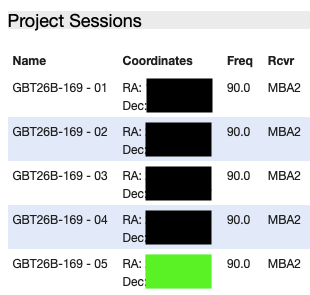 Project Sessions
Name Coordinates Freq Rcvr
GBT26B-169 - 01 RA: 90.0 MBA2
Dec:
GBT26B-169 - 02 RA: 90.0 MBA2
Dec:
GBT26B-169 - 03 RA: 90.0 MBA2
Dec:
GBT26B-169 - 04 RA: 90.0 MBA2
Dec:
GBT26B-169 - 05 RA: 90.0 MBA2
Dec: